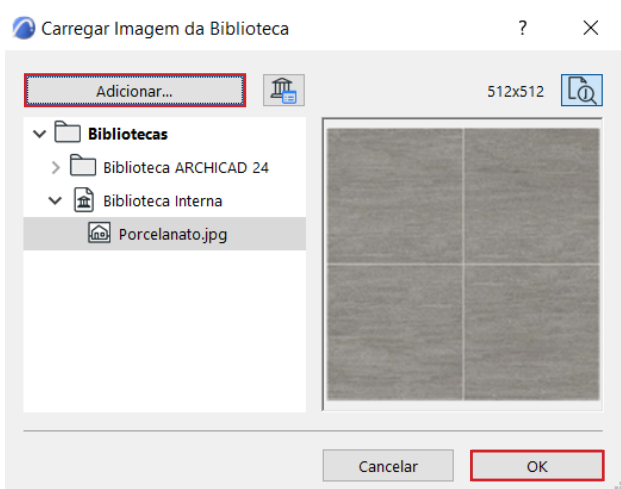 Carregar Imagem da Biblioteca
?
Adicionar...
512x512
Bibliotecas
Biblioteca ARCHICAD 24
Biblioteca Interna
Porcelanato.jpg
Cancelar
OK